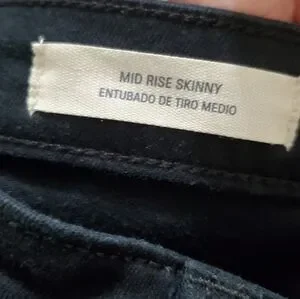 MID RISE SKINNY
ENTUBADO DE TIRO MEDIO